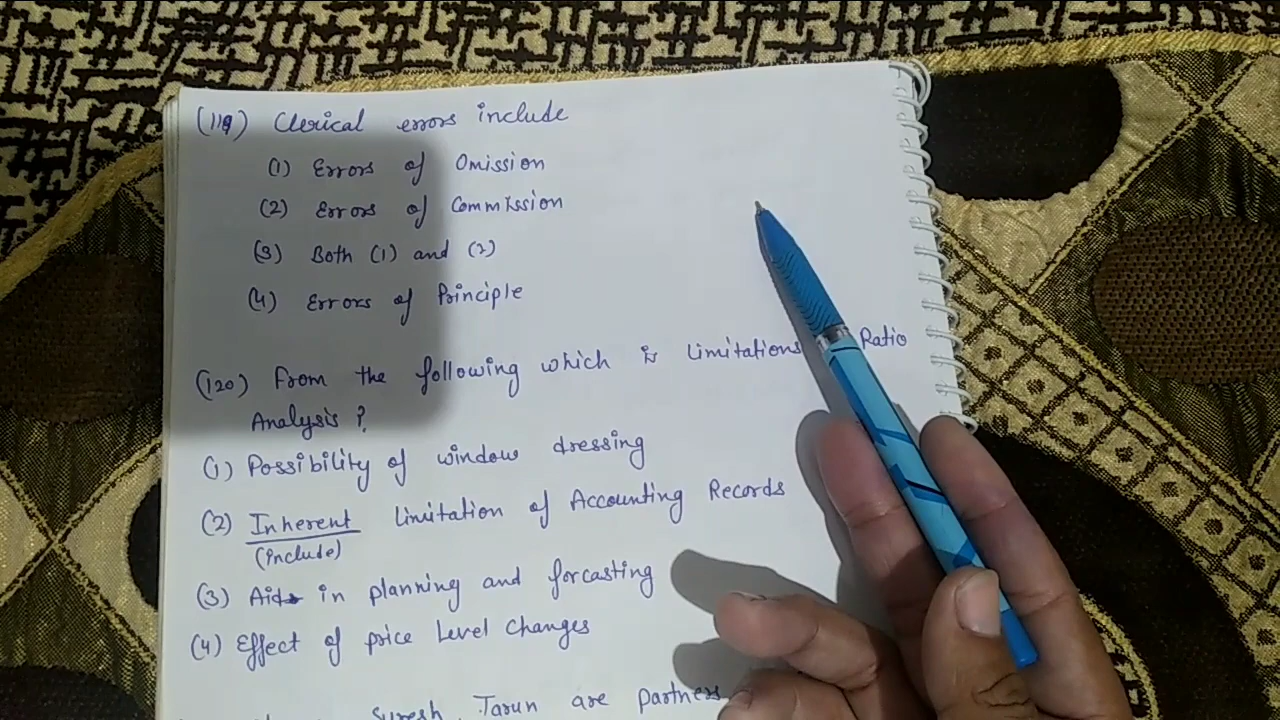 (119) Clerical errors include
(1) Errors of Omission
(2) Errors of Commission
(3) Both (1) and (2)
(4) Errors of Principle
(120) From the following which is Limitations Ratio
Analysis ?
(1) Possibility of window dressing
(2) Inherent Limitation of Accounting Records
(include)
(3) Aids in planning and forcasting
(4) Effect of price Level Changes
Suresh, Tarun are partners